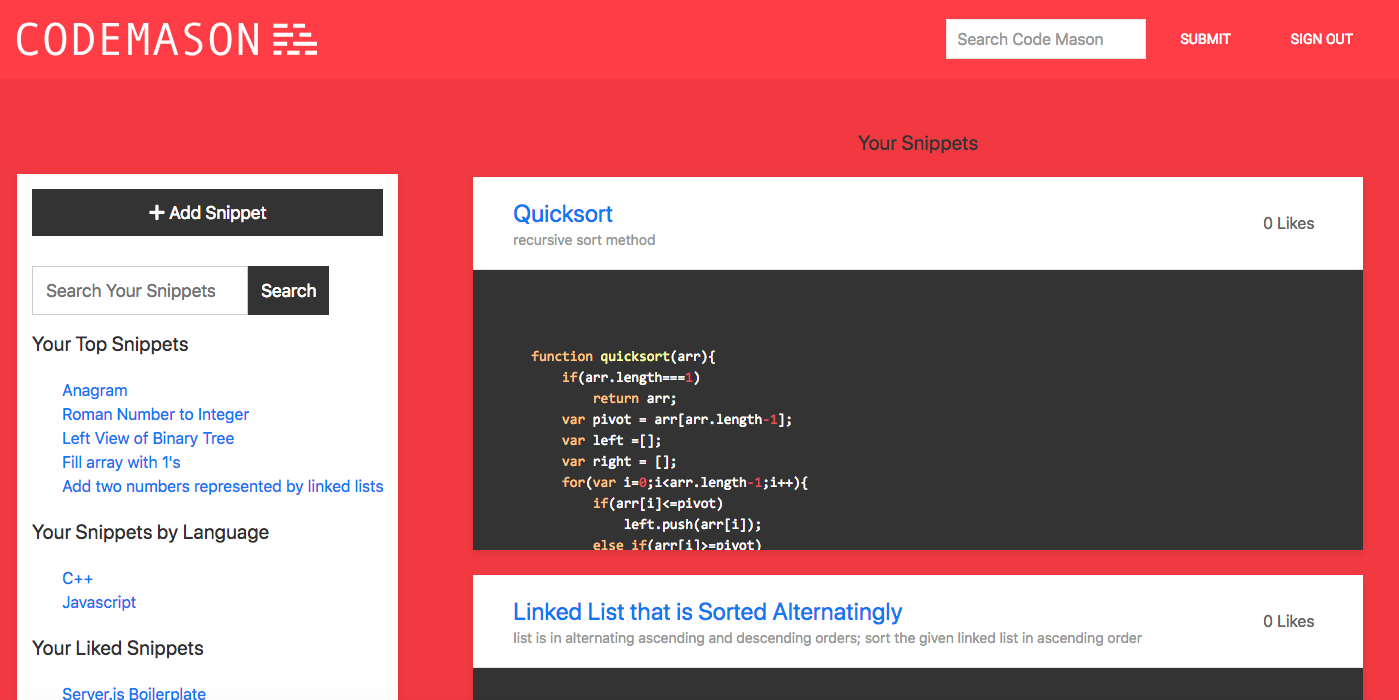 CODEMASON
Search Code Mason
SUBMIT
SIGN OUT
Your Snippets
Add Snippet
Search Your Snippets
Search
Your Top Snippets
Anagram
Roman Number to Integer
Left View of Binary Tree
Fill array with 1's
Add two numbers represented by linked lists
Your Snippets by Language
C++
Javascript
Your Liked Snippets
Server.js Boilerplate
Quicksort
0 Likes
recursive sort method
function quicksort(arr){
    if(arr.length===1)
        return arr;
    var pivot = arr[arr.length-1];
    var left =[];
    var right = [];
    for(var i=0;i<arr.length-1;i++){
        if(arr[i]<=pivot)
            left.push(arr[i]);
        else if(arr[i]>=pivot)
Linked List that is Sorted Alternatingly
0 Likes
list is in alternating ascending and descending orders; sort the given linked list in ascending order